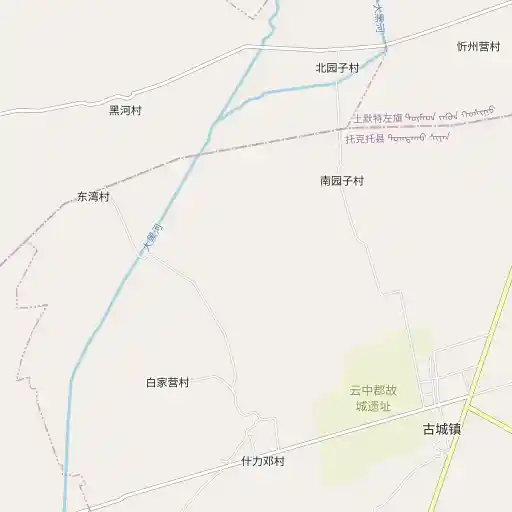 大黑河
忻州营村
北园子村
黑河村
土默特左旗
托克托县
南园子村
东湾村
大黑河
白家营村
云中郡故
城遗址
古城镇
什力邓村